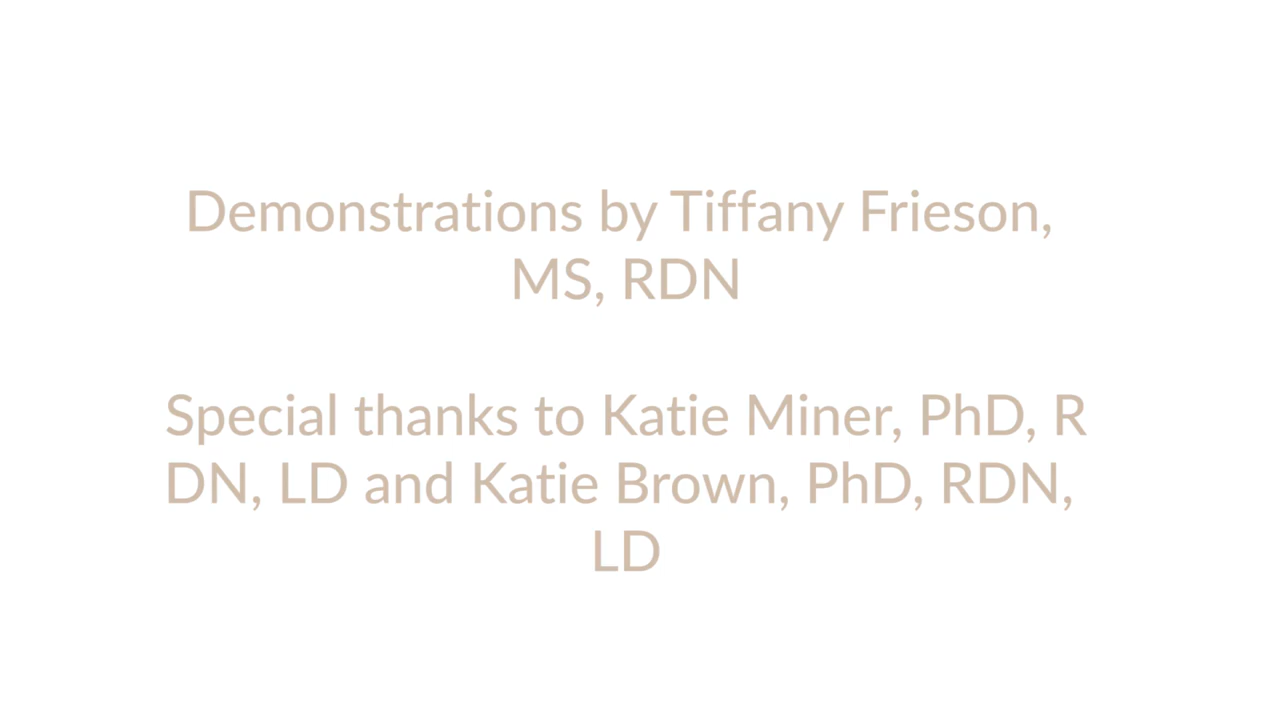 Demonstrations by Tiffany Frieson,
MS, RDN
Special thanks to Katie Miner, PhD, R
DN, LD and Katie Brown, PhD, RDN,
LD